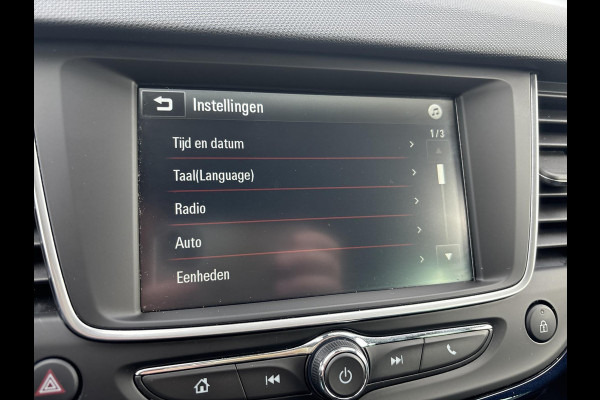 Instellingen
1/3
Tijd en datum
Taal(Language)
Radio
Auto
Eenheden